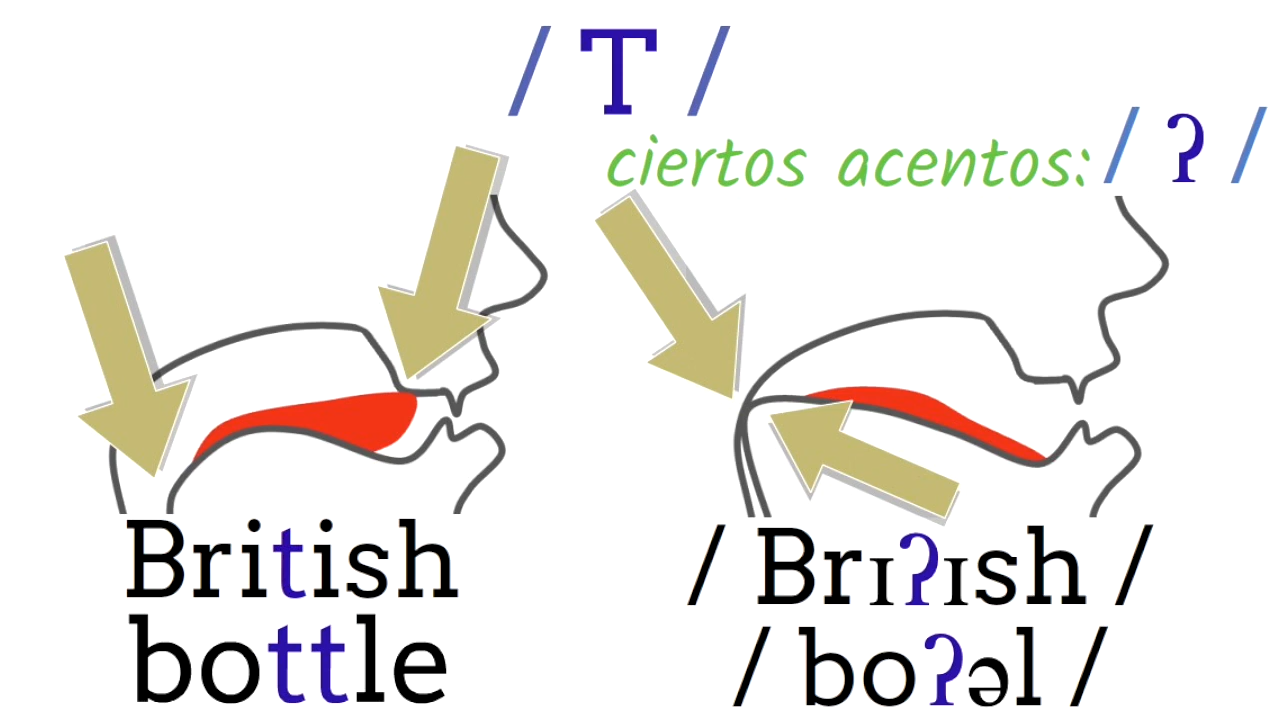 / T /
ciertos acentos: / ʔ /
British
bottle
/ Brɪʔɪsh /
/ boʔəl /